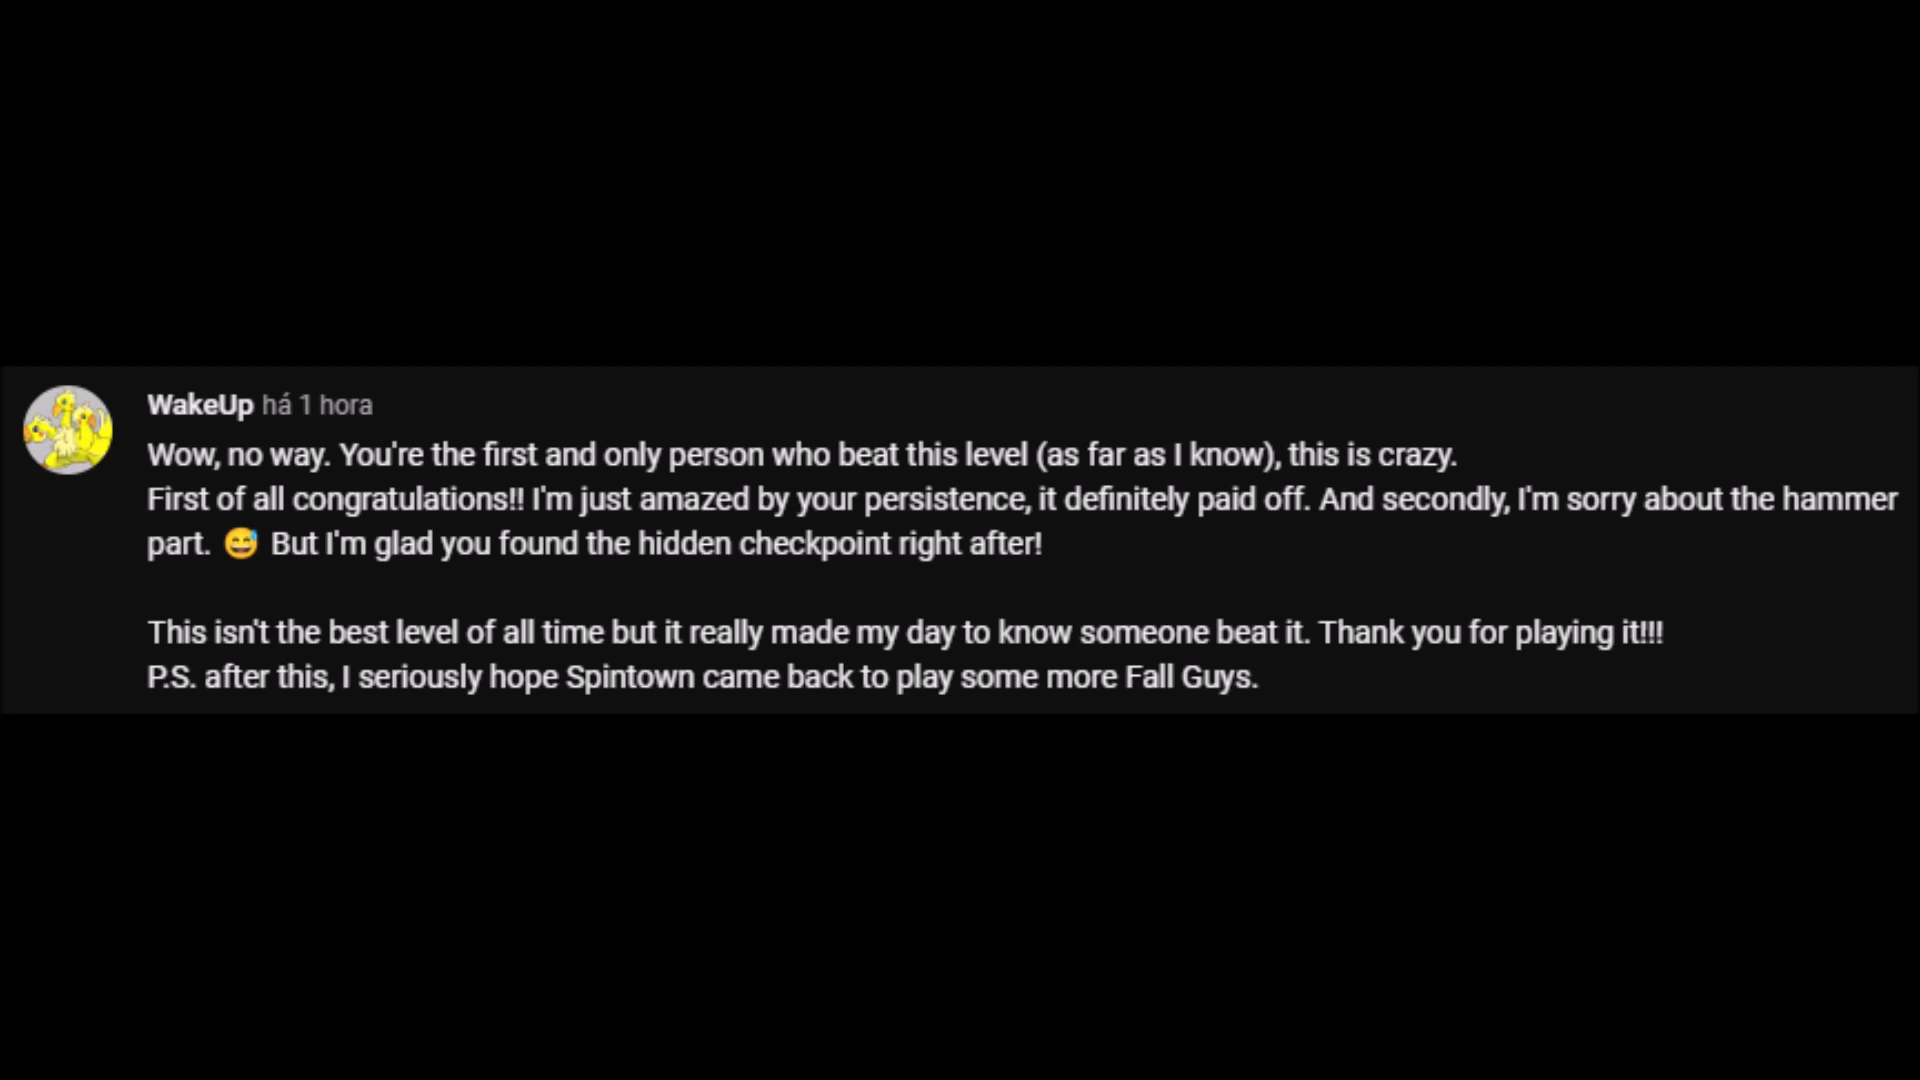 WakeUp há 1 hora
Wow, no way. You're the first and only person who beat this level (as far as I know), this is crazy.
First of all congratulations!! I'm just amazed by your persistence, it definitely paid off. And secondly, I'm sorry about the hammer
part. 😅 But I'm glad you found the hidden checkpoint right after!
This isn't the best level of all time but it really made my day to know someone beat it. Thank you for playing it!!!
P.S. after this, I seriously hope Spintown came back to play some more Fall Guys.